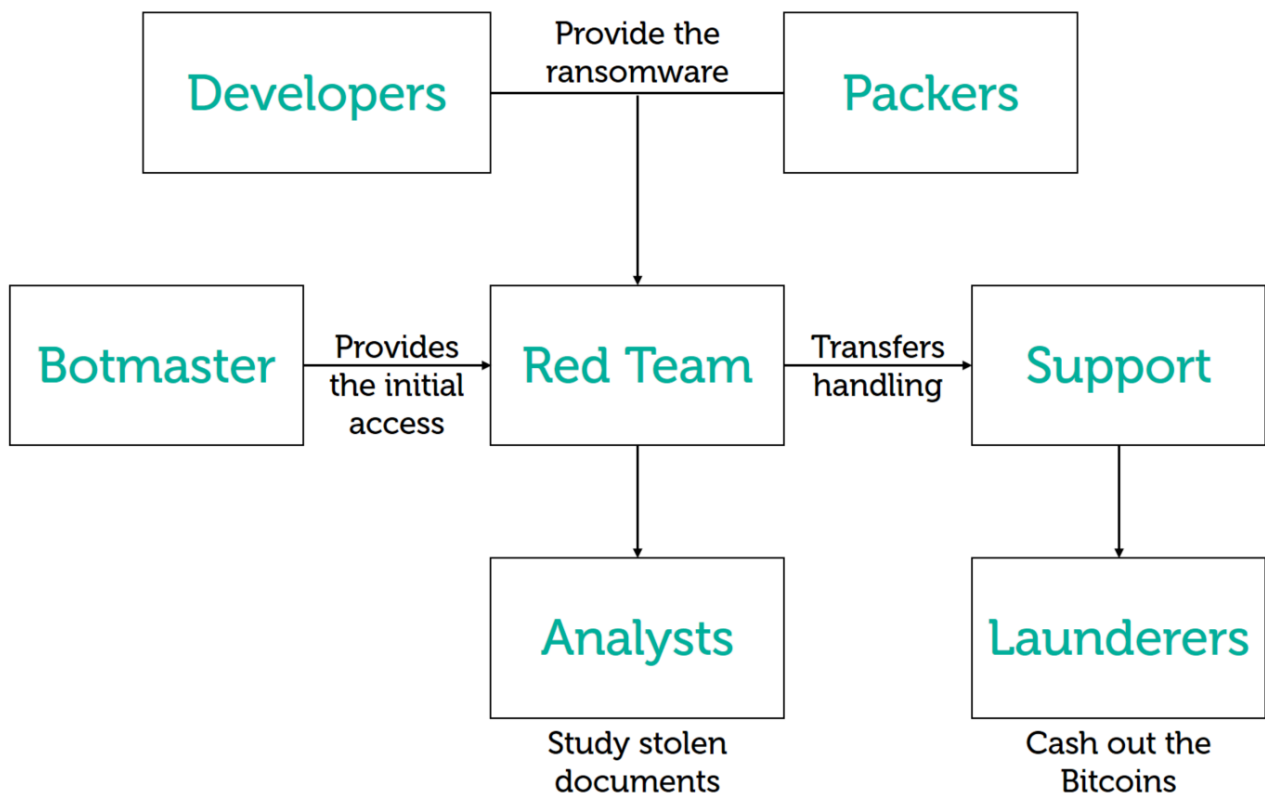 Provide the
ransomware
Developers
Packers
Botmaster
Provides
the initial
access
Red Team
Transfers
handling
Support
Analysts
Study stolen
documents
Launderers
Cash out the
Bitcoins